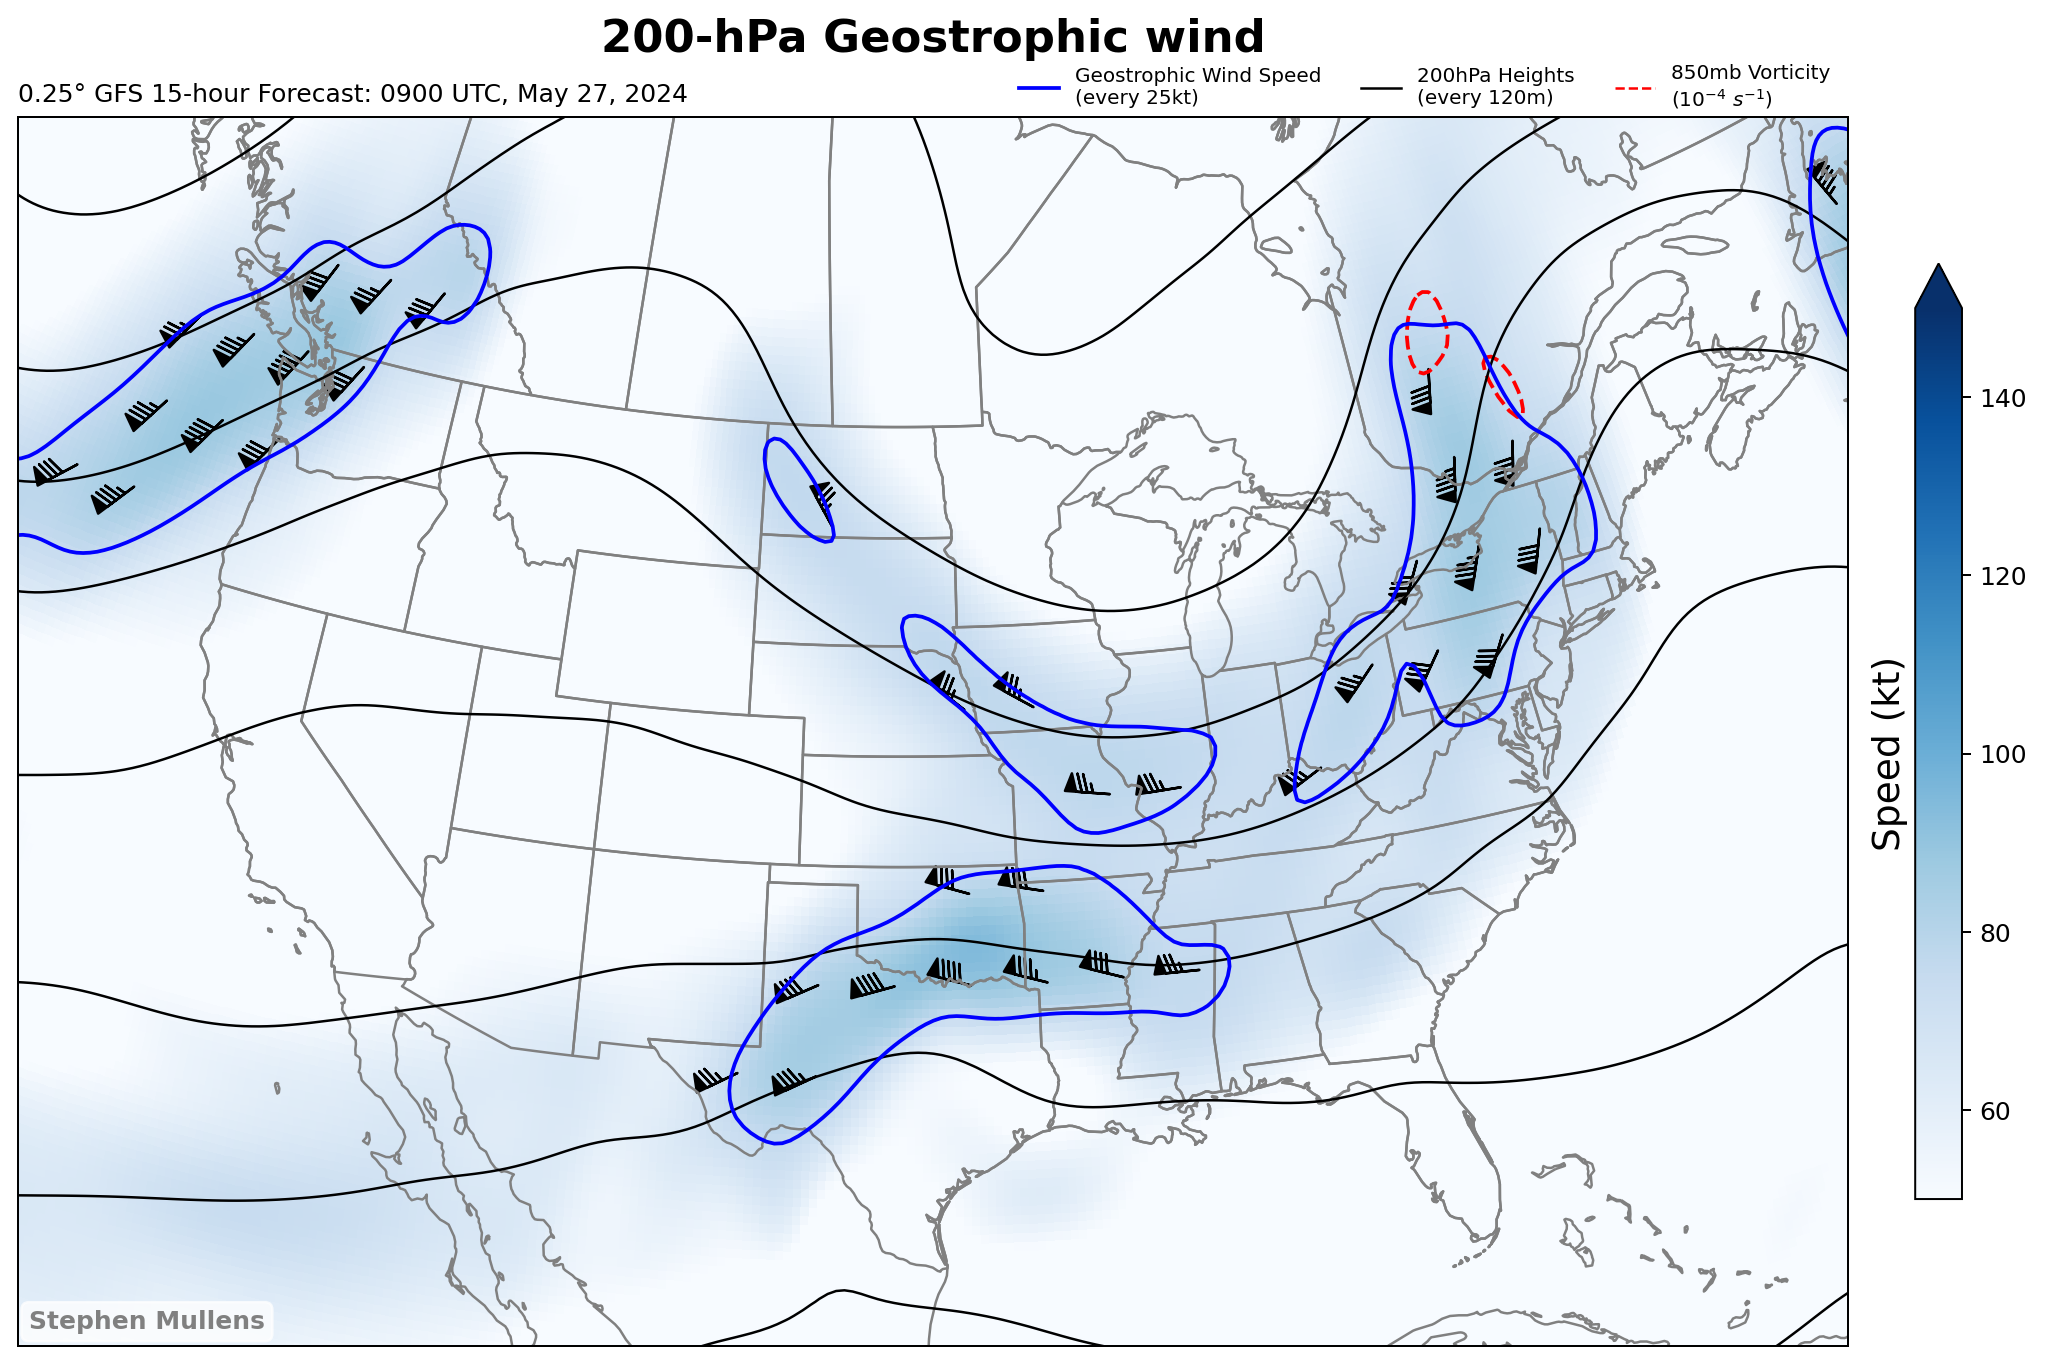 200-hPa Geostrophic wind
0.25° GFS 15-hour Forecast: 0900 UTC, May 27, 2024
Geostrophic Wind Speed
(every 25kt)
200hPa Heights
(every 120m)
850mb Vorticity
(10⁻⁴ s⁻¹)
140
120
100
80
60
Speed (kt)
Stephen Mullens